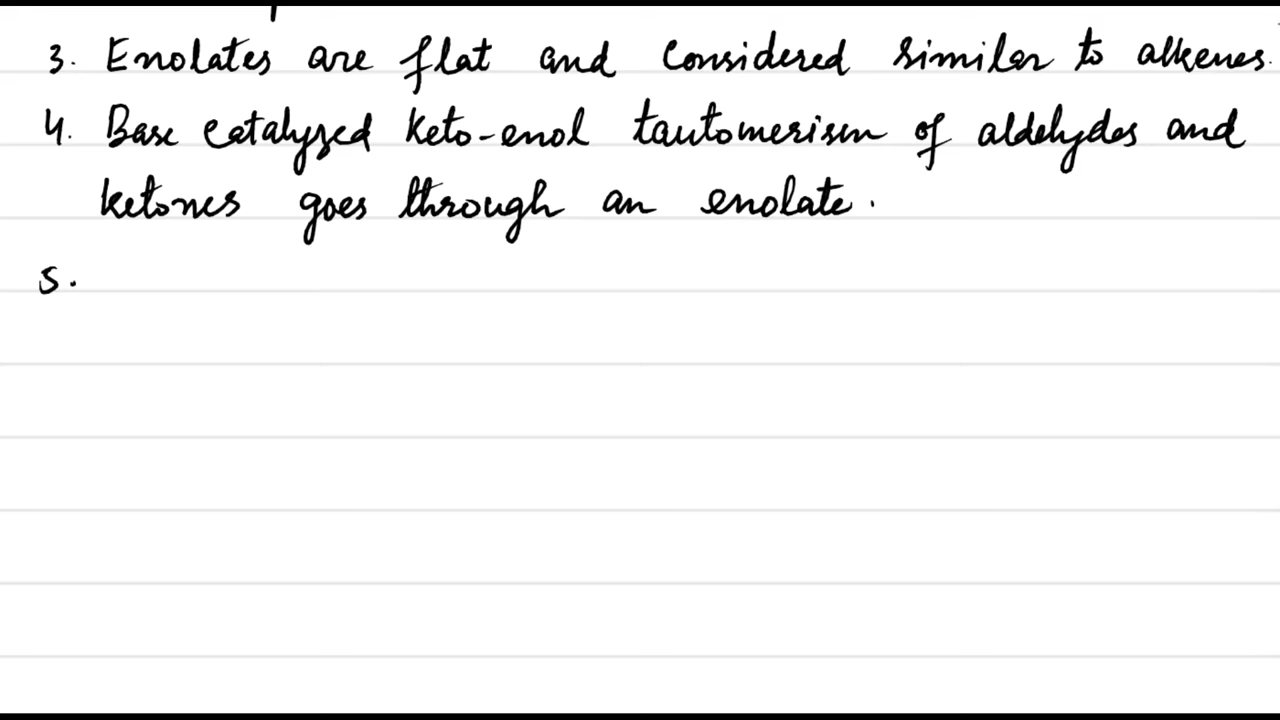 3. Enolates are flat and considered similar to alkenes.
4. Base catalyzed keto-enol tautomerism of aldehydes and
ketones goes through an enolate.
5.